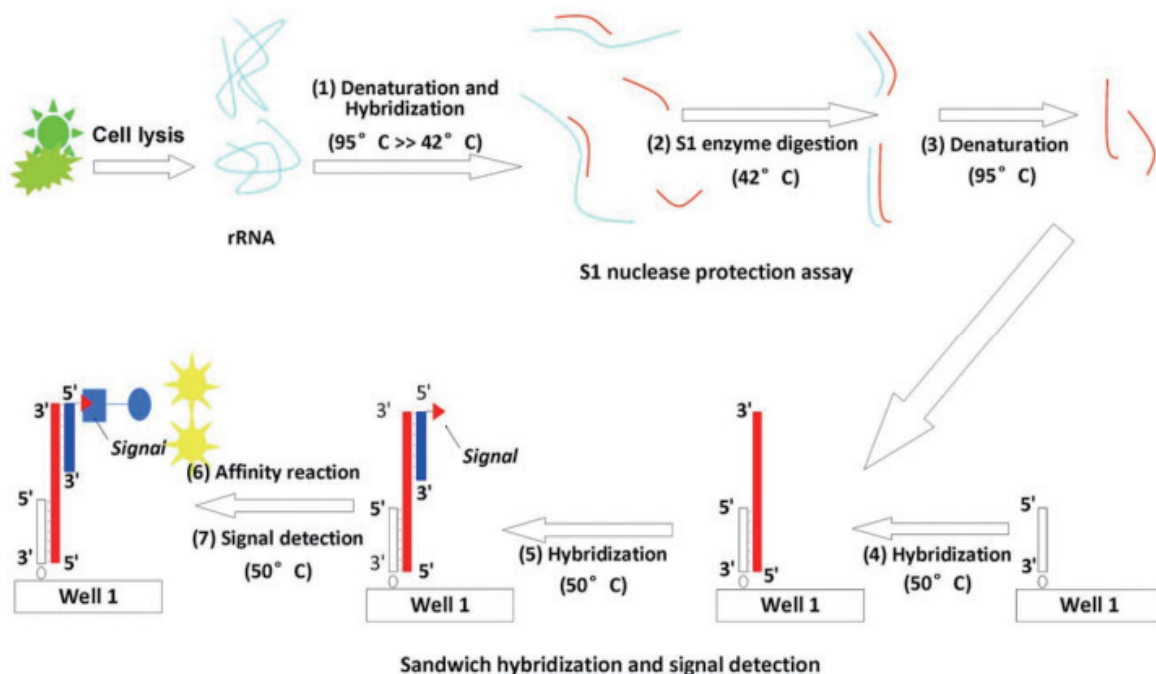 Cell lysis
rRNA
(1) Denaturation and
Hybridization
(95° C >> 42° C)
(2) S1 enzyme digestion
(42° C)
(3) Denaturation
(95° C)
S1 nuclease protection assay
5'
3'
Signal
3'
5'
3'
5'
Well 1
(6) Affinity reaction
(7) Signal detection
(50° C)
5'
3'
Signal
3'
5'
3'
5'
Well 1
(5) Hybridization
(50° C)
3'
5'
3'
5'
Well 1
(4) Hybridization
(50° C)
5'
3'
Well 1
Sandwich hybridization and signal detection